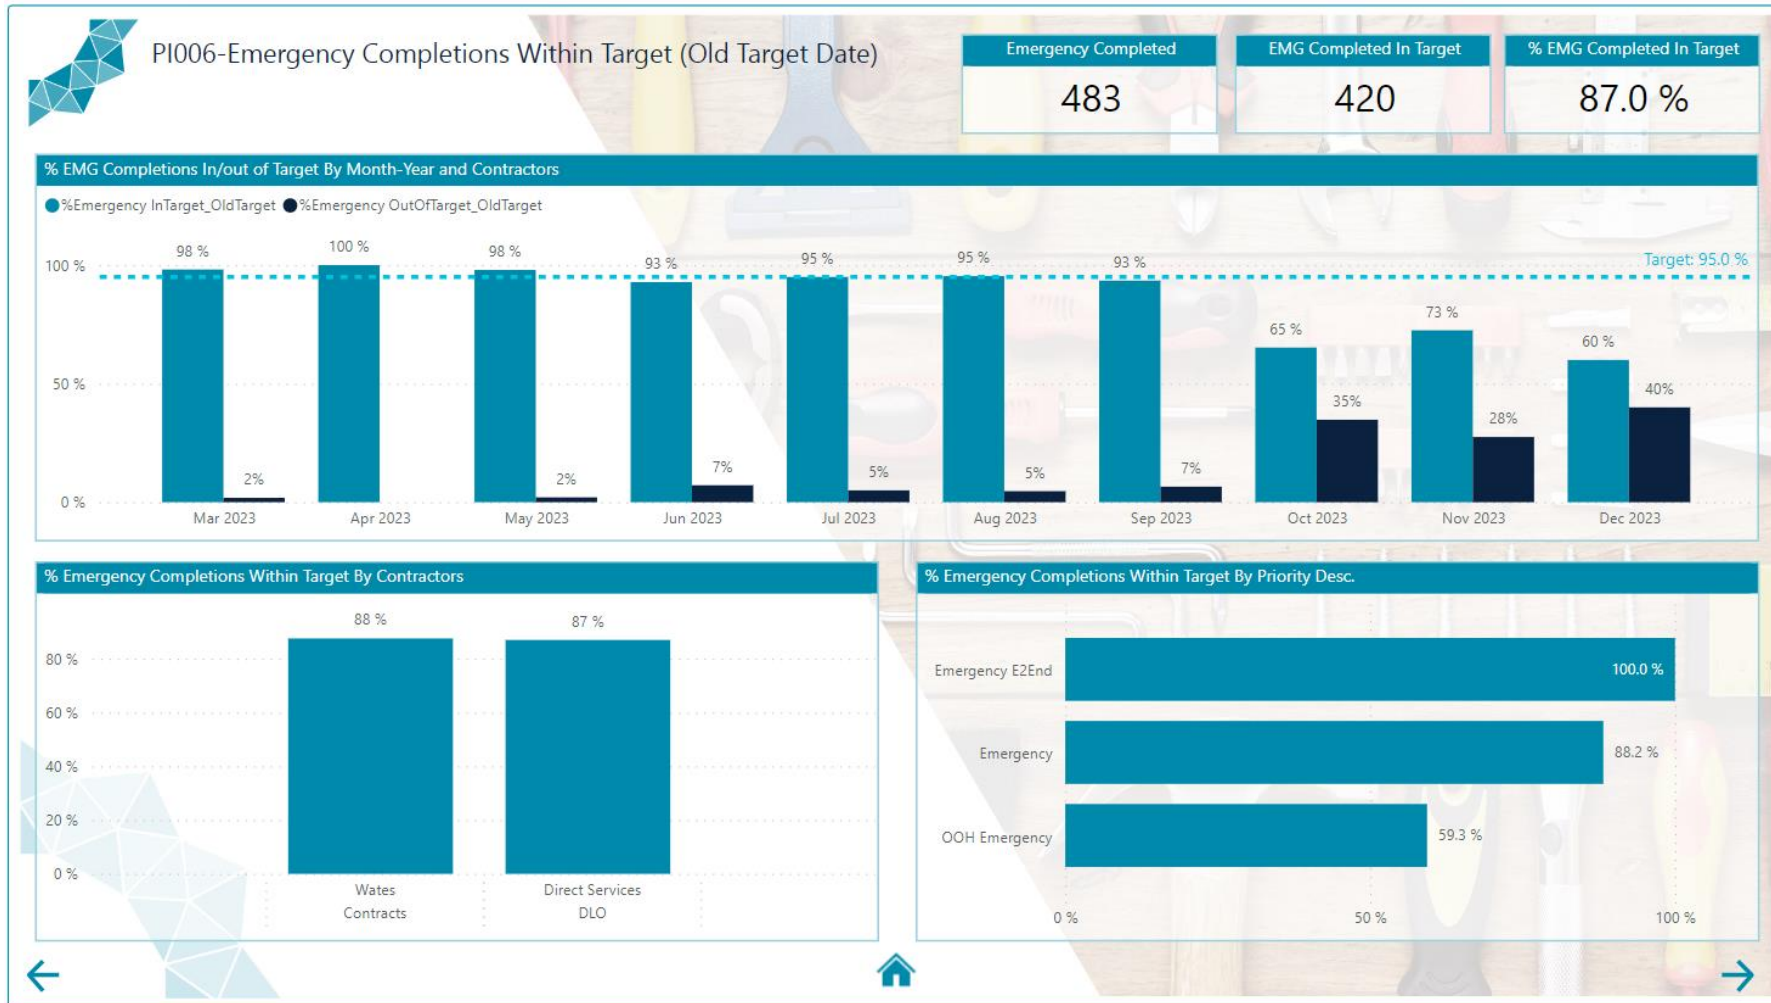 PI006-Emergency Completions Within Target (Old Target Date)
Emergency Completed
483
EMG Completed In Target
420
% EMG Completed In Target
87.0 %
% EMG Completions In/out of Target By Month-Year and Contractors
%Emergency InTarget_OldTarget %Emergency OutOfTarget_OldTarget
100 %
50 %
0 %
Target: 95.0 %
98 %
2%
100 %
98 %
2%
93 %
7%
95 %
5%
95 %
5%
93 %
7%
65 %
35%
73 %
28%
60 %
40%
Mar 2023 Apr 2023 May 2023 Jun 2023 Jul 2023 Aug 2023 Sep 2023 Oct 2023 Nov 2023 Dec 2023
% Emergency Completions Within Target By Contractors
88 %
87 %
80 %
60 %
40 %
20 %
0 %
Wates
Contracts
Direct Services
DLO
% Emergency Completions Within Target By Priority Desc.
Emergency E2End
100.0 %
Emergency
88.2 %
OOH Emergency
59.3 %
0 % 50 % 100 %